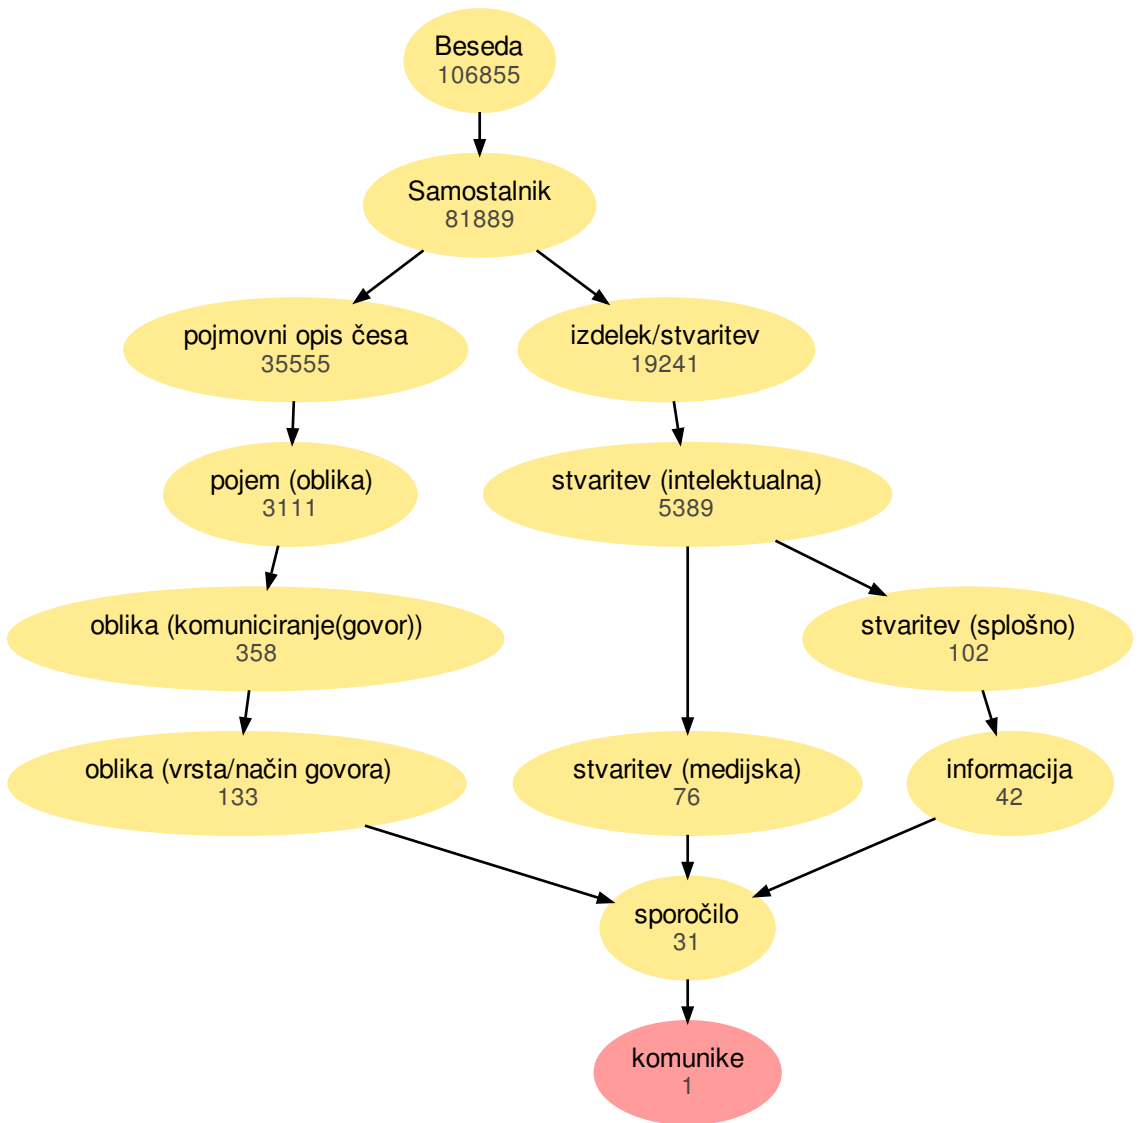 Beseda
106855
Samostalnik
81889
pojmovni opis česa
35555
izdelek/stvaritev
19241
pojem (oblika)
3111
stvaritev (intelektualna)
5389
oblika (komuniciranje(govor))
358
stvaritev (splošno)
102
oblika (vrsta/način govora)
133
stvaritev (medijska)
76
informacija
42
sporočilo
31
komunike
1